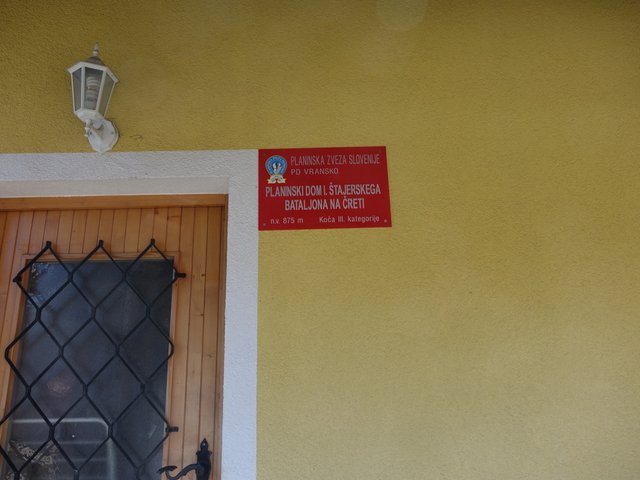 PLANINSKA ZVEZA SLOVENIJE
PD VRANSKO
PLANINSKI DOM I. ŠTAJERSKEGA
BATALJONA NA ČRETI
n.v. 875 m Koča III. kategorije